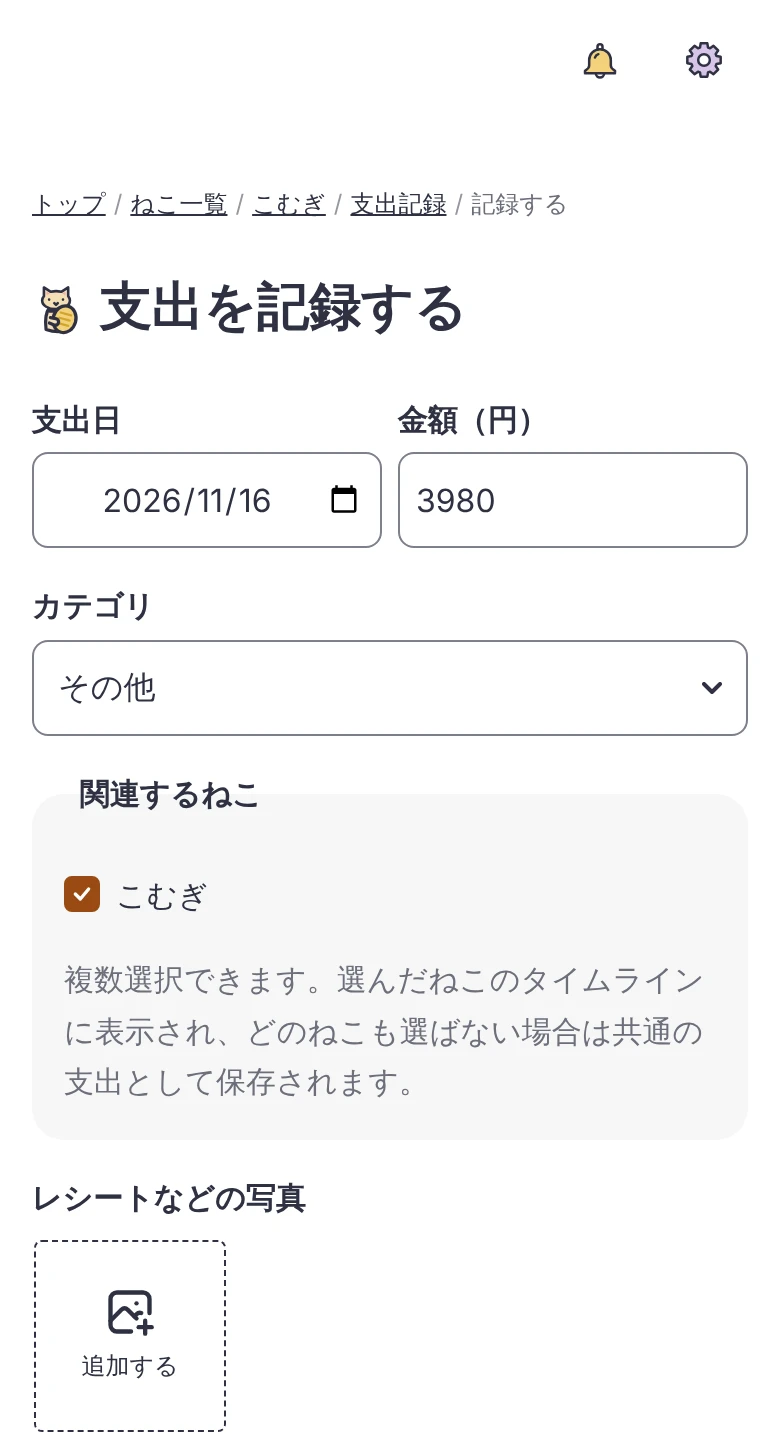 トップ / ねこ一覧 / こむぎ / 支出記録 / 記録する
支出を記録する
支出日
金額（円）
2026/11/16
3980
カテゴリ
その他
関連するねこ
こむぎ
複数選択できます。選んだねこのタイムライン
に表示され、どのねこも選ばない場合は共通の
支出として保存されます。
レシートなどの写真
追加する